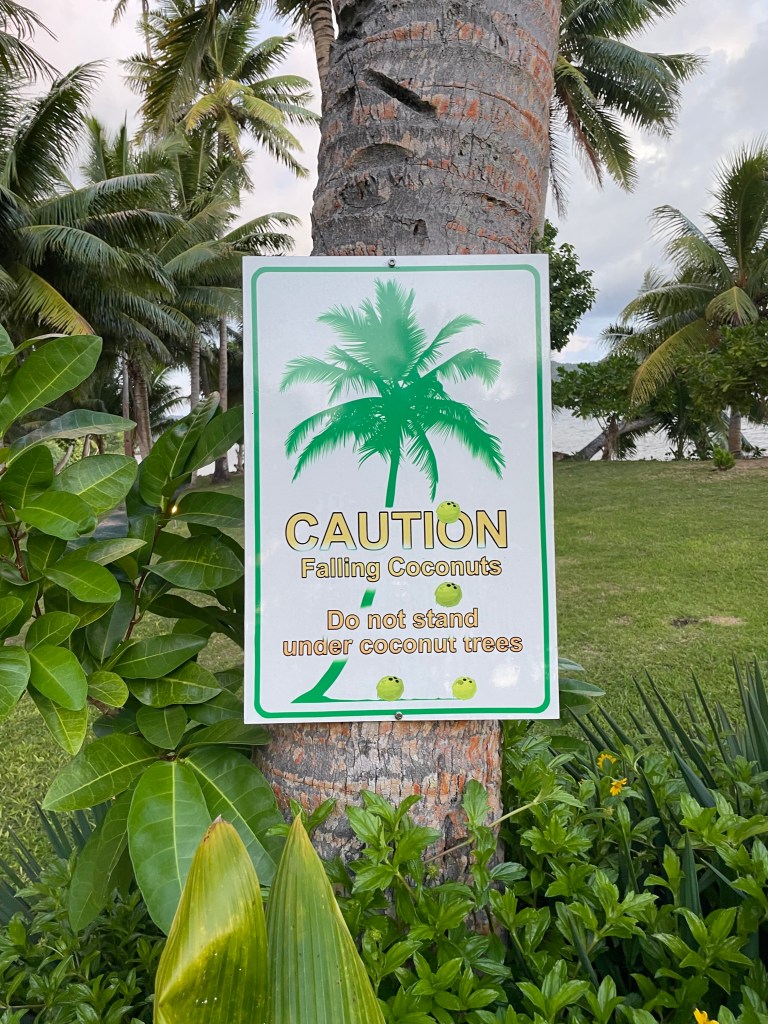 CAUTION
Falling Coconuts
Do not stand
under coconut trees